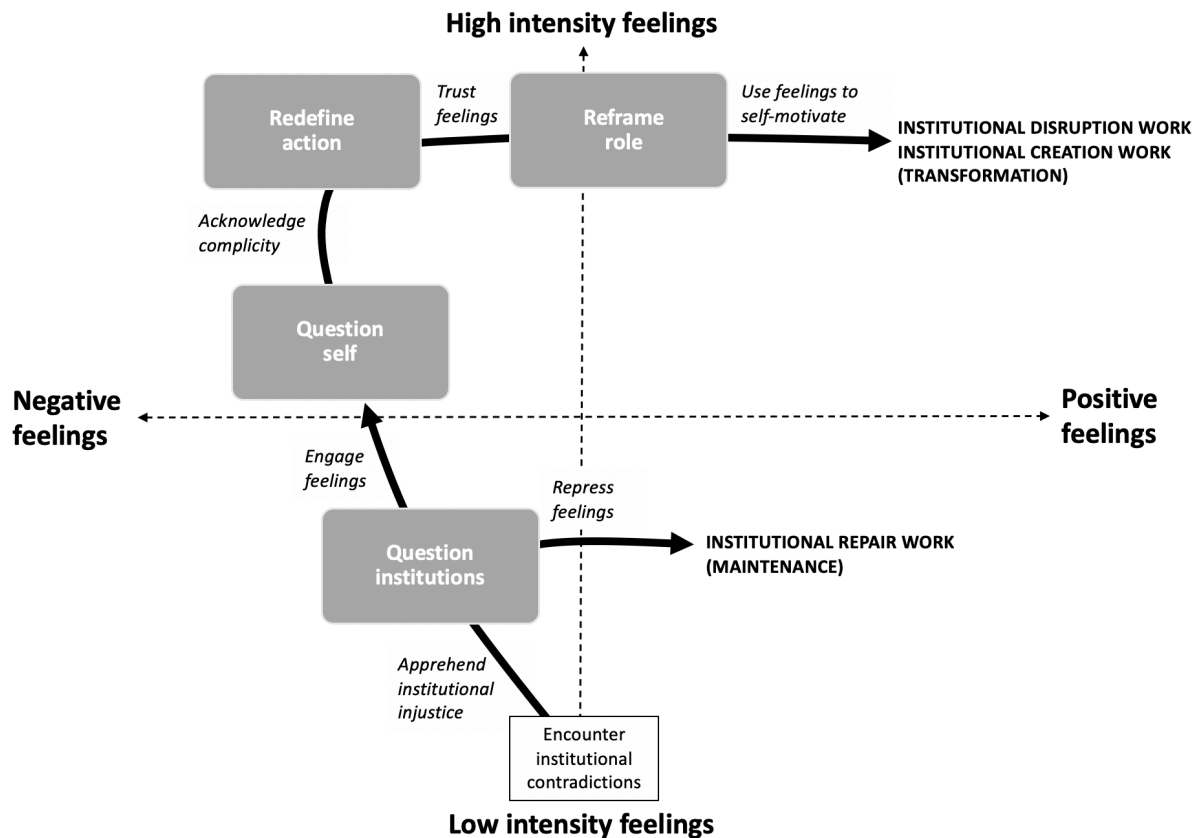 High intensity feelings
Redefine
action
Trust
feelings
Reframe
role
Use feelings to
self-motivate
INSTITUTIONAL DISRUPTION WORK
INSTITUTIONAL CREATION WORK
(TRANSFORMATION)
Acknowledge
complicity
Question
self
Negative
feelings
Positive
feelings
Engage
feelings
Repress
feelings
Question
institutions
INSTITUTIONAL REPAIR WORK
(MAINTENANCE)
Apprehend
institutional
injustice
Encounter
institutional
contradictions
Low intensity feelings